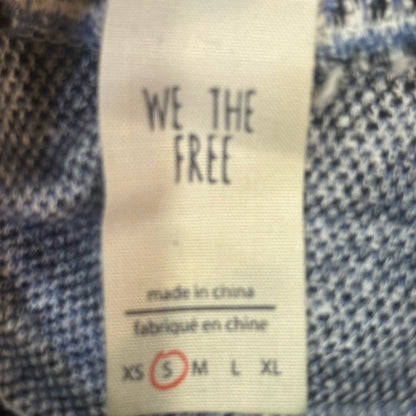 WE THE
FREE
made in china
fabriqué en chine
XS S M L XL